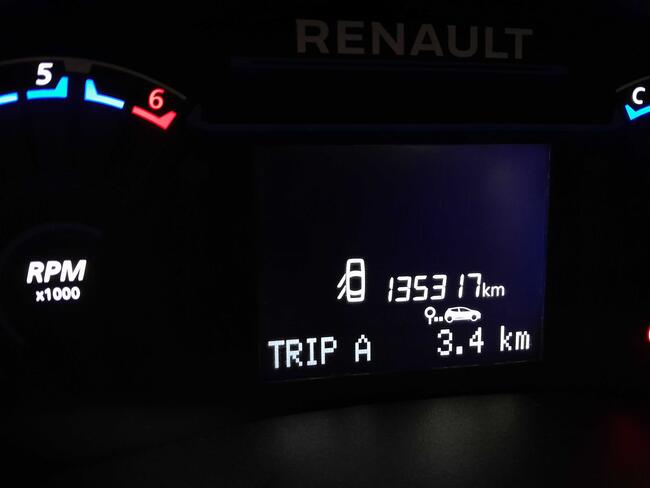 RENAULT
5
6
C
RPM
x1000
135317km
TRIP A 3.4 km